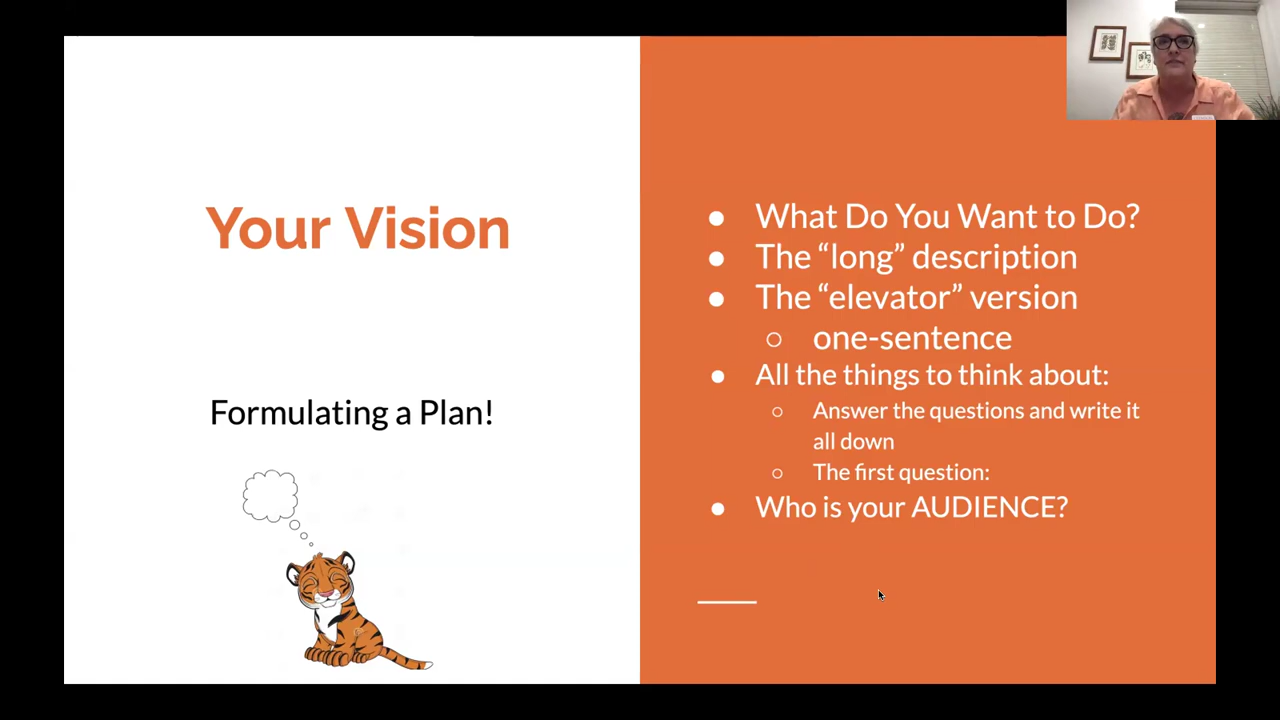 Your Vision
Formulating a Plan!
● What Do You Want to Do?
● The “long” description
● The “elevator” version
○ one-sentence
● All the things to think about:
○ Answer the questions and write it
all down
○ The first question:
● Who is your AUDIENCE?